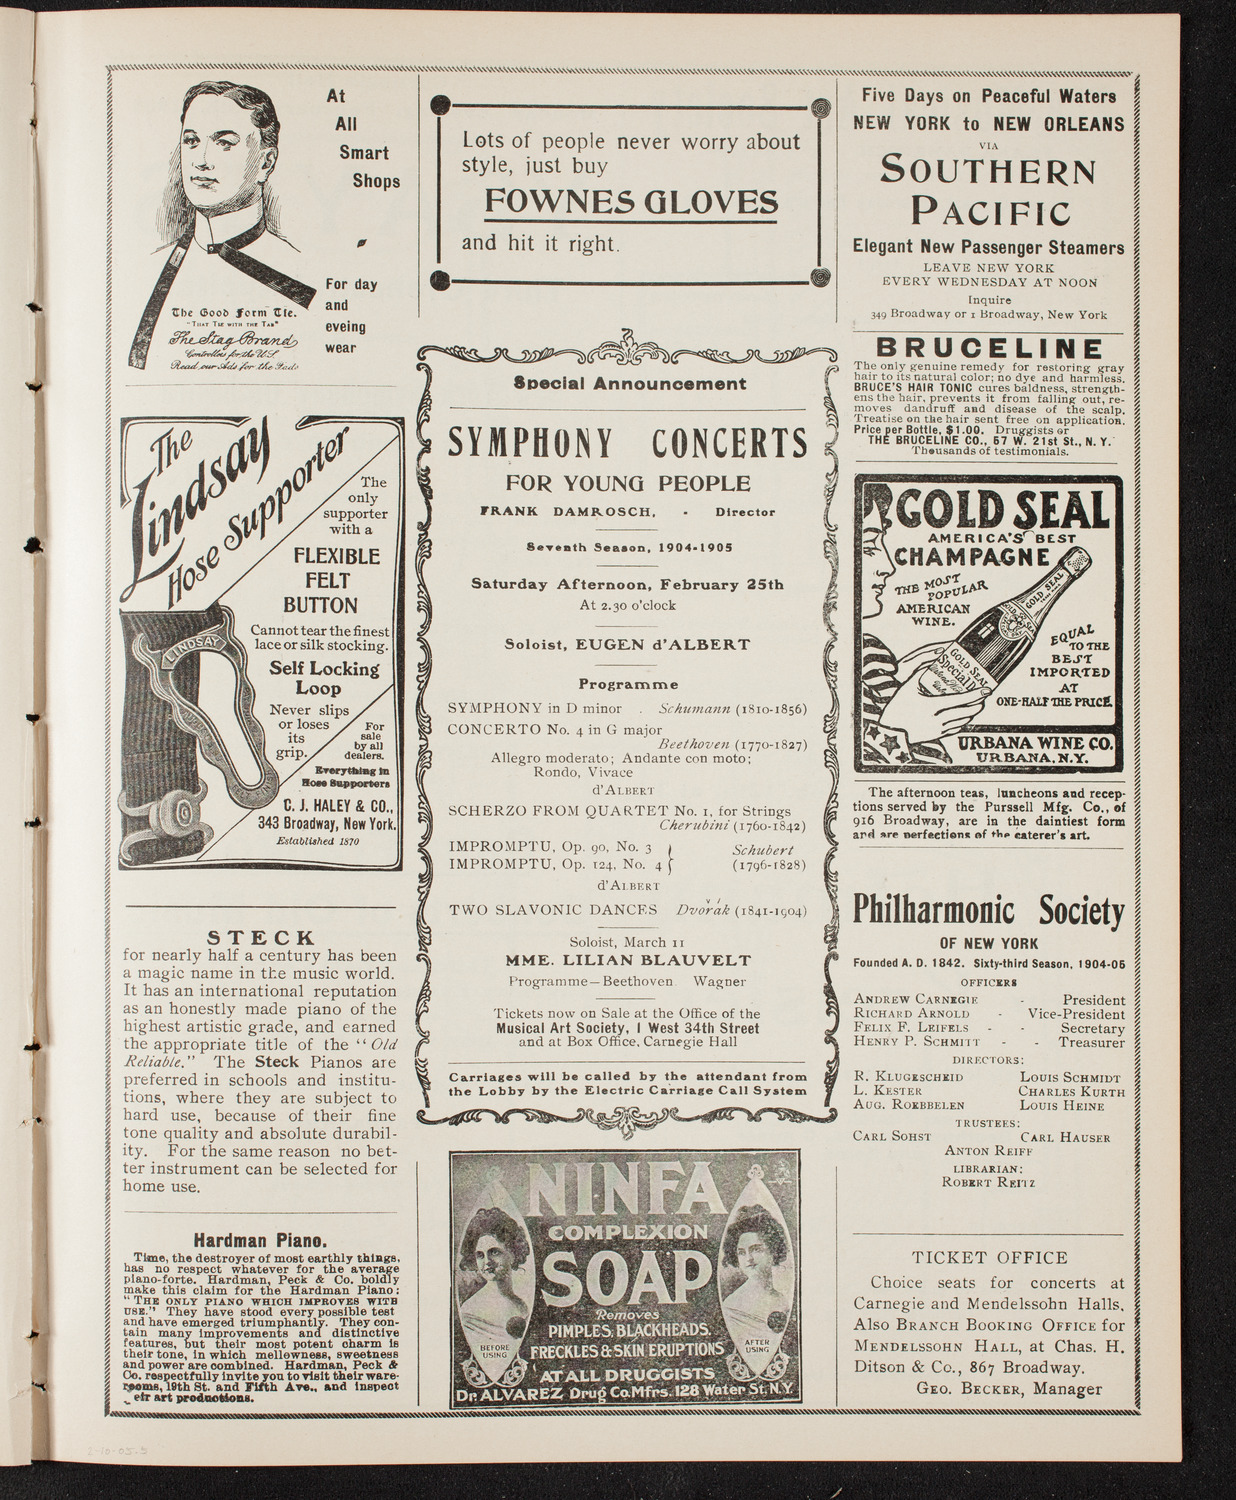 At
All
Smart
Shops
For day
and
eveing
wear
The Good Form Tie.
"THAT TIE WITH THE TAB"
The Stag Brand
Controllers for the U.S.
Read our Ads for the Fads
The
Lindsay
Hose Supporter
The
only
supporter
with a
FLEXIBLE
FELT
BUTTON
Cannot tear the finest
lace or silk stocking.
Self Locking
Loop
Never slips
or loses
its
grip.
For
sale
by all
dealers.
Everything in
Hose Supporters
C. J. HALEY & CO.,
343 Broadway, New York.
Established 1870
LINDSAY
STECK
for nearly half a century has been
a magic name in the music world.
It has an international reputation
as an honestly made piano of the
highest artistic grade, and earned
the appropriate title of the "Old
Reliable." The Steck Pianos are
preferred in schools and institu-
tions, where they are subject to
hard use, because of their fine
tone quality and absolute durabil-
ity. For the same reason no bet-
ter instrument can be selected for
home use.
Hardman Piano.
Time, the destroyer of most earthly things,
has no respect whatever for the average
piano-forte. Hardman, Peck & Co. boldly
make this claim for the Hardman Piano:
"THE ONLY PIANO WHICH IMPROVES WITH
USE." They have stood every possible test
and have emerged triumphantly. They con-
tain many improvements and distinctive
features, but their most potent charm is
their tone, in which mellowness, sweetness
and power are combined. Hardman, Peck &
Co. respectfully invite you to visit their ware-
rooms, 19th St. and Fifth Ave., and inspect
eir art productions.
Lots of people never worry about
style, just buy
FOWNES GLOVES
and hit it right.
Special Announcement
SYMPHONY CONCERTS
FOR YOUNG PEOPLE
FRANK DAMROSCH, - Director
Seventh Season, 1904-1905
Saturday Afternoon, February 25th
At 2.30 o'clock
Soloist, EUGEN d'ALBERT
Programme
SYMPHONY in D minor . Schumann (1810-1856)
CONCERTO No. 4 in G major
Beethoven (1770-1827)
Allegro moderato; Andante con moto;
Rondo, Vivace
d'ALBERT
SCHERZO FROM QUARTET No. 1, for Strings
Cherubini (1760-1842)
IMPROMPTU, Op. 90, No. 3 Schubert
IMPROMPTU, Op. 124, No. 4 (1796-1828)
d'ALBERT
TWO SLAVONIC DANCES Dvořák (1841-1904)
Soloist, March 11
MME. LILIAN BLAUVELT
Programme—Beethoven Wagner
Tickets now on Sale at the Office of the
Musical Art Society, 1 West 34th Street
and at Box Office, Carnegie Hall
Carriages will be called by the attendant from
the Lobby by the Electric Carriage Call System
NINFA
COMPLEXION
SOAP
Removes
PIMPLES, BLACKHEADS,
FRECKLES & SKIN ERUPTIONS
AT ALL DRUGGISTS
Dr. ALVAREZ Drug Co. Mfrs. 128 Water St. N.Y.
BEFORE
USING
AFTER
USING
Five Days on Peaceful Waters
NEW YORK to NEW ORLEANS
VIA
SOUTHERN
PACIFIC
Elegant New Passenger Steamers
LEAVE NEW YORK
EVERY WEDNESDAY AT NOON
Inquire
349 Broadway or 1 Broadway, New York
BRUCELINE
The only genuine remedy for restoring gray
hair to its natural color; no dye and harmless.
BRUCE'S HAIR TONIC cures baldness, strength-
ens the hair, prevents it from falling out, re-
moves dandruff and disease of the scalp.
Treatise on the hair sent free on application.
Price per Bottle, $1.00. Druggists or
THE BRUCELINE CO., 57 W. 21st St., N. Y.
Thousands of testimonials.
GOLD SEAL
AMERICA'S BEST
CHAMPAGNE
THE MOST
POPULAR
AMERICAN
WINE.
EQUAL
TO THE
BEST
IMPORTED
AT
ONE-HALF THE PRICE.
GOLD SEAL
GOLD SEAL
Specially
URBANA WINE CO.
URBANA, N.Y.
The afternoon teas, luncheons and recep-
tions served by the Purssell Mfg. Co., of
916 Broadway, are in the daintiest form
and are perfections of the caterer's art.
Philharmonic Society
OF NEW YORK
Founded A. D. 1842. Sixty-third Season, 1904-05
OFFICERS
ANDREW CARNEGIE - President
RICHARD ARNOLD - Vice-President
FELIX F. LEIFELS - - Secretary
HENRY P. SCHMITT - - Treasurer
DIRECTORS:
R. KLUGESCHEID LOUIS SCHMIDT
L. KESTER CHARLES KURTH
AUG. ROEBBELEN LOUIS HEINE
TRUSTEES:
CARL SOHST CARL HAUSER
ANTON REIFF
LIBRARIAN:
ROBERT REITZ
TICKET OFFICE
Choice seats for concerts at
Carnegie and Mendelssohn Halls,
Also BRANCH BOOKING OFFICE for
MENDELSSOHN HALL, at Chas. H.
Ditson & Co., 867 Broadway.
GEO. BECKER, Manager
2-10-05.5